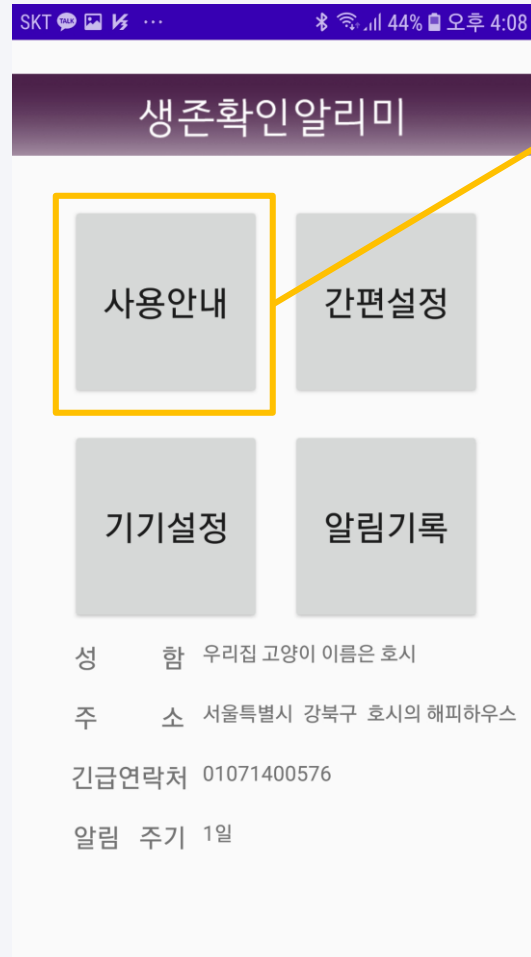 SKT TALK ... 44% 오후 4:08
생존확인알리미
사용안내 간편설정
기기설정 알림기록
성 함 우리집 고양이 이름은 호시
주 소 서울특별시 강북구 호시의 해피하우스
긴급연락처 01071400576
알림 주기 1일